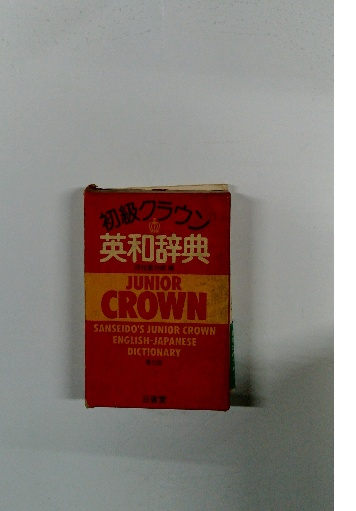 初級クラウン
英和辞典
JUNIOR
CROWN
SANSEIDO'S JUNIOR CROWN
ENGLISH-JAPANESE
DICTIONARY
三省堂